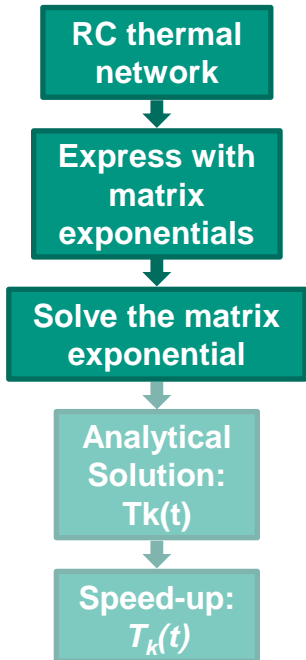 RC thermal
network
Express with
matrix
exponentials
Solve the matrix
exponential
Analytical
Solution:
Tk(t)
Speed-up:
Tₖ(t)